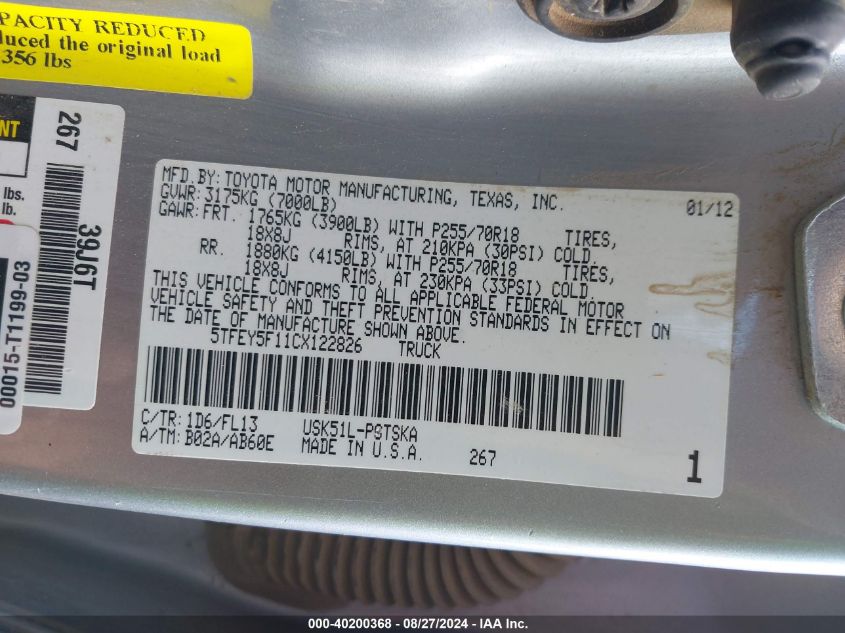 PACITY REDUCED
duced the original load
356 lbs
NT
lbs.
lb.
267
39J6T
00015-T1199-03
MFD.BY: TOYOTA MOTOR MANUFACTURING, TEXAS, INC. 01/12
GVWR: 3175KG (7000LB)
GAWR: FRT. 1765KG (3900LB) WITH P255/70R18 TIRES,
18X8J RIMS, AT 210KPA (30PSI) COLD.
RR. 1880KG (4150LB) WITH P255/70R18 TIRES,
18X8J RIMS, AT 230KPA (33PSI) COLD.
THIS VEHICLE CONFORMS TO ALL APPLICABLE FEDERAL MOTOR
VEHICLE SAFETY AND THEFT PREVENTION STANDARDS IN EFFECT ON
THE DATE OF MANUFACTURE SHOWN ABOVE.
5TFEY5F11CX122826 TRUCK
C/TR: 1D6/FL13 USK51L-PSTSKA
A/TM: B02A/AB60E MADE IN U.S.A. 267 1
000-40200368 - 08/27/2024 - IAA Inc.